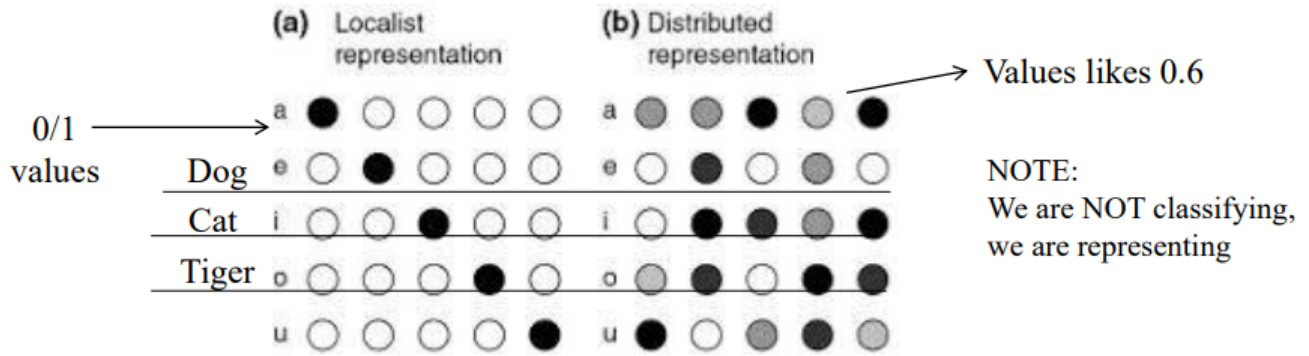 (a) Localist
representation
(b) Distributed
representation
Values likes 0.6
0/1
values
a
a
Dog
e
e
Cat
i
i
Tiger
o
o
u
u
NOTE:
We are NOT classifying,
we are representing